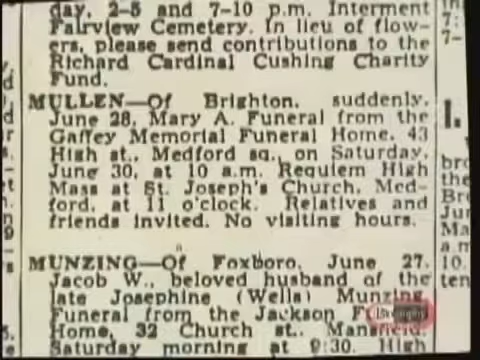 day, 2-5 and 7-10 p.m. Interment
Fairview Cemetery. In lieu of flow-
ers, please send contributions to the
Richard Cardinal Cushing Charity
Fund.
MULLEN—Of Brighton, suddenly,
June 28, Mary A. Funeral from the
Gaffey Memorial Funeral Home, 43
High st., Medford sq., on Saturday,
June 30, at 10 a.m. Requiem High
Mass at St. Joseph's Church, Med-
ford, at 11 o'clock. Relatives and
friends invited. No visiting hours.
MUNZING—Of Foxboro, June 27,
Jacob W., beloved husband of the
late Josephine (Wells) Munzing.
Funeral from the Jackson
Home, 32 Church st., Mansfield,
Saturday morning at 9:30. High